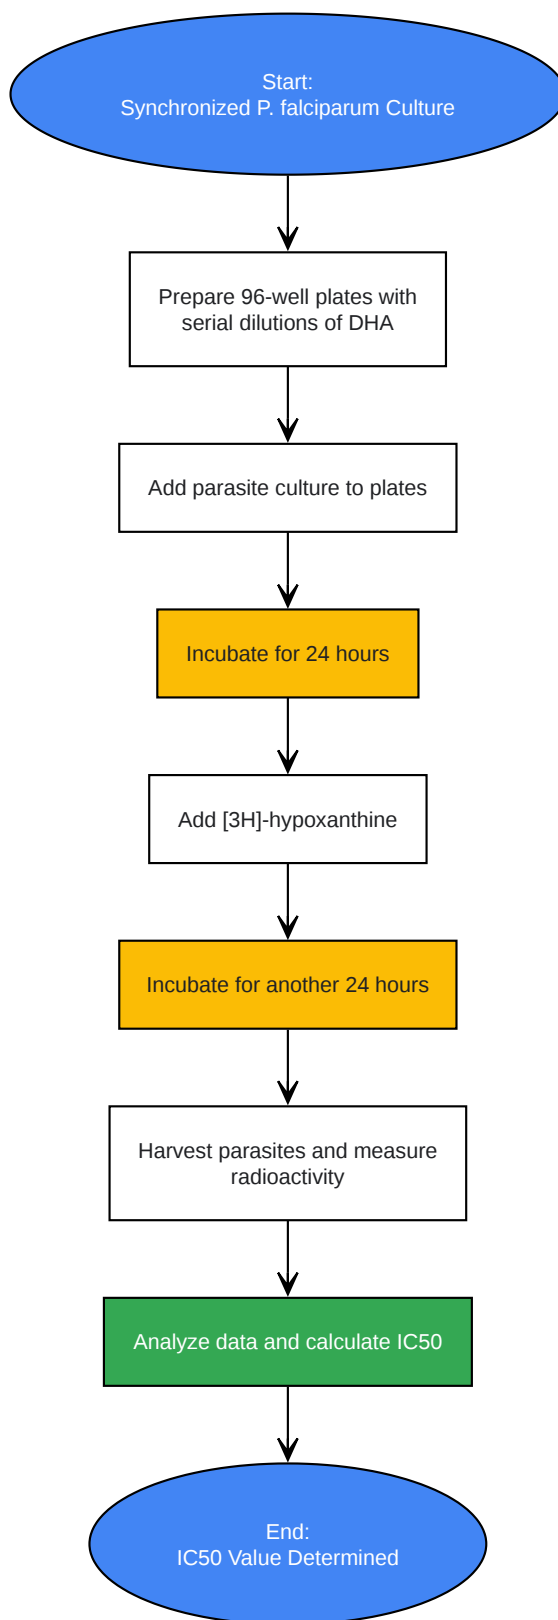 Start:
Synchronized P. falciparum Culture
Prepare 96-well plates with
serial dilutions of DHA
Add parasite culture to plates
Incubate for 24 hours
Add [3H]-hypoxanthine
Incubate for another 24 hours
Harvest parasites and measure
radioactivity
Analyze data and calculate IC50
End:
IC50 Value Determined